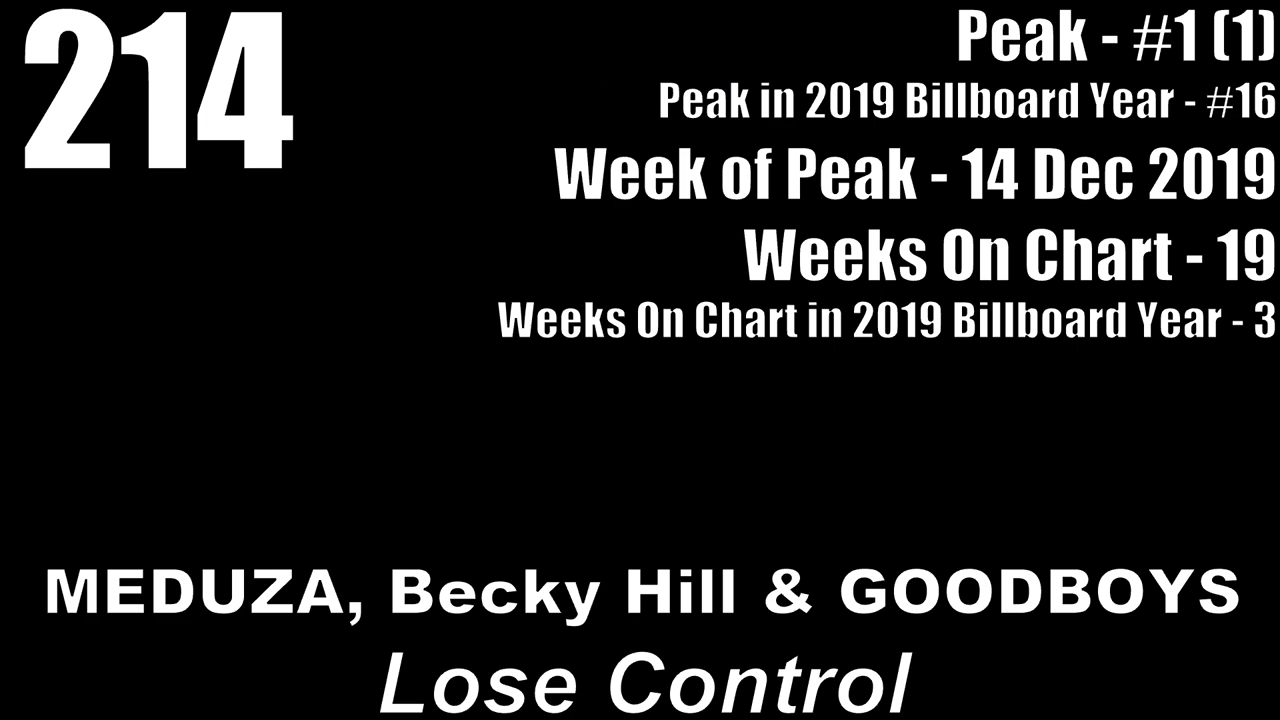 214
Peak - #1 (1)
Peak in 2019 Billboard Year - #16
Week of Peak - 14 Dec 2019
Weeks On Chart - 19
Weeks On Chart in 2019 Billboard Year - 3
MEDUZA, Becky Hill & GOODBOYS
Lose Control